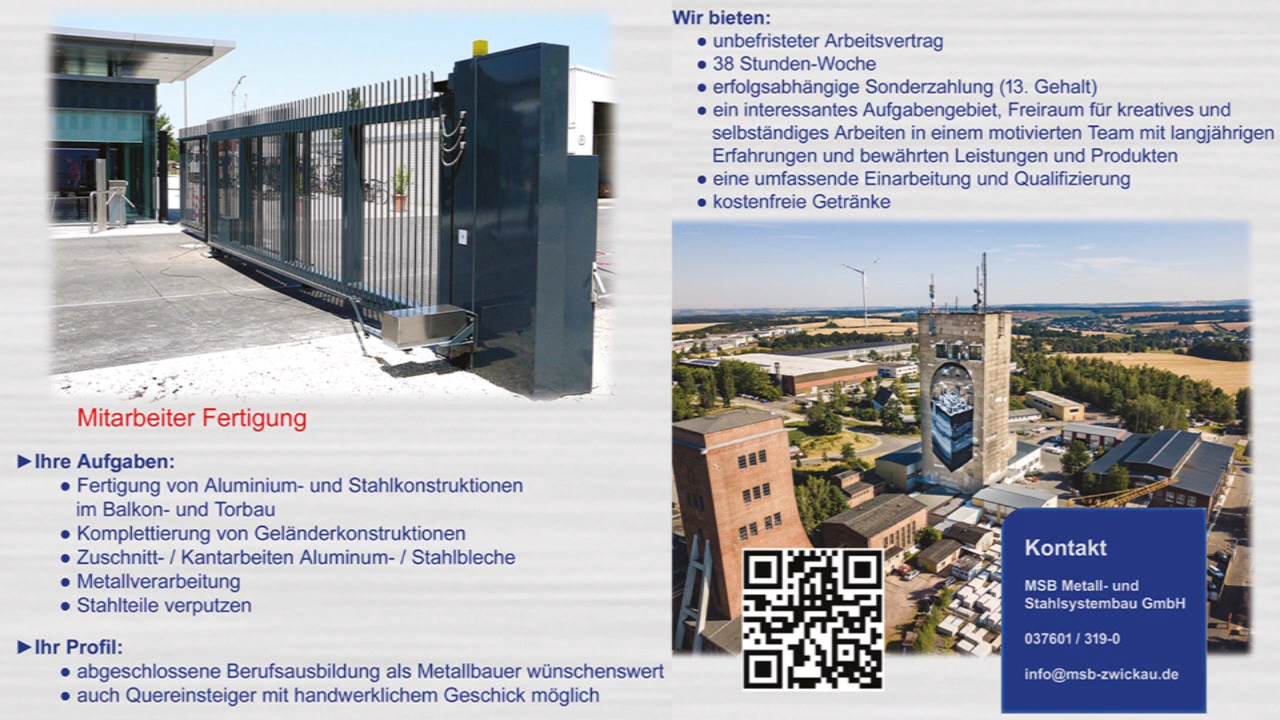 Mitarbeiter Fertigung
►Ihre Aufgaben:
● Fertigung von Aluminium- und Stahlkonstruktionen
im Balkon- und Torbau
● Komplettierung von Geländerkonstruktionen
● Zuschnitt- / Kantarbeiten Aluminum- / Stahlbleche
● Metallverarbeitung
● Stahlteile verputzen
►Ihr Profil:
● abgeschlossene Berufsausbildung als Metallbauer wünschenswert
● auch Quereinsteiger mit handwerklichem Geschick möglich
Wir bieten:
● unbefristeter Arbeitsvertrag
● 38 Stunden-Woche
● erfolgsabhängige Sonderzahlung (13. Gehalt)
● ein interessantes Aufgabengebiet, Freiraum für kreatives und
selbständiges Arbeiten in einem motivierten Team mit langjährigen
Erfahrungen und bewährten Leistungen und Produkten
● eine umfassende Einarbeitung und Qualifizierung
● kostenfreie Getränke
Kontakt
MSB Metall- und
Stahlsystembau GmbH
037601 / 319-0
info@msb-zwickau.de